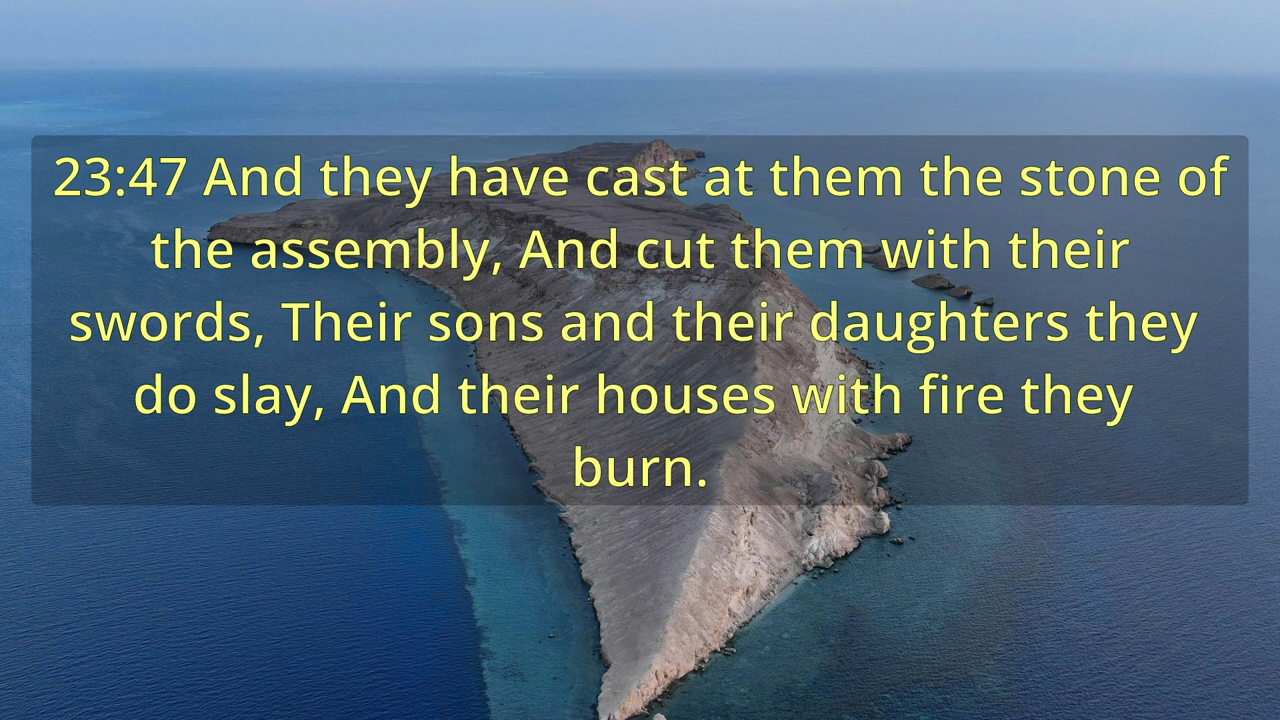 23:47 And they have cast at them the stone of
the assembly, And cut them with their
swords, Their sons and their daughters they
do slay, And their houses with fire they
burn.